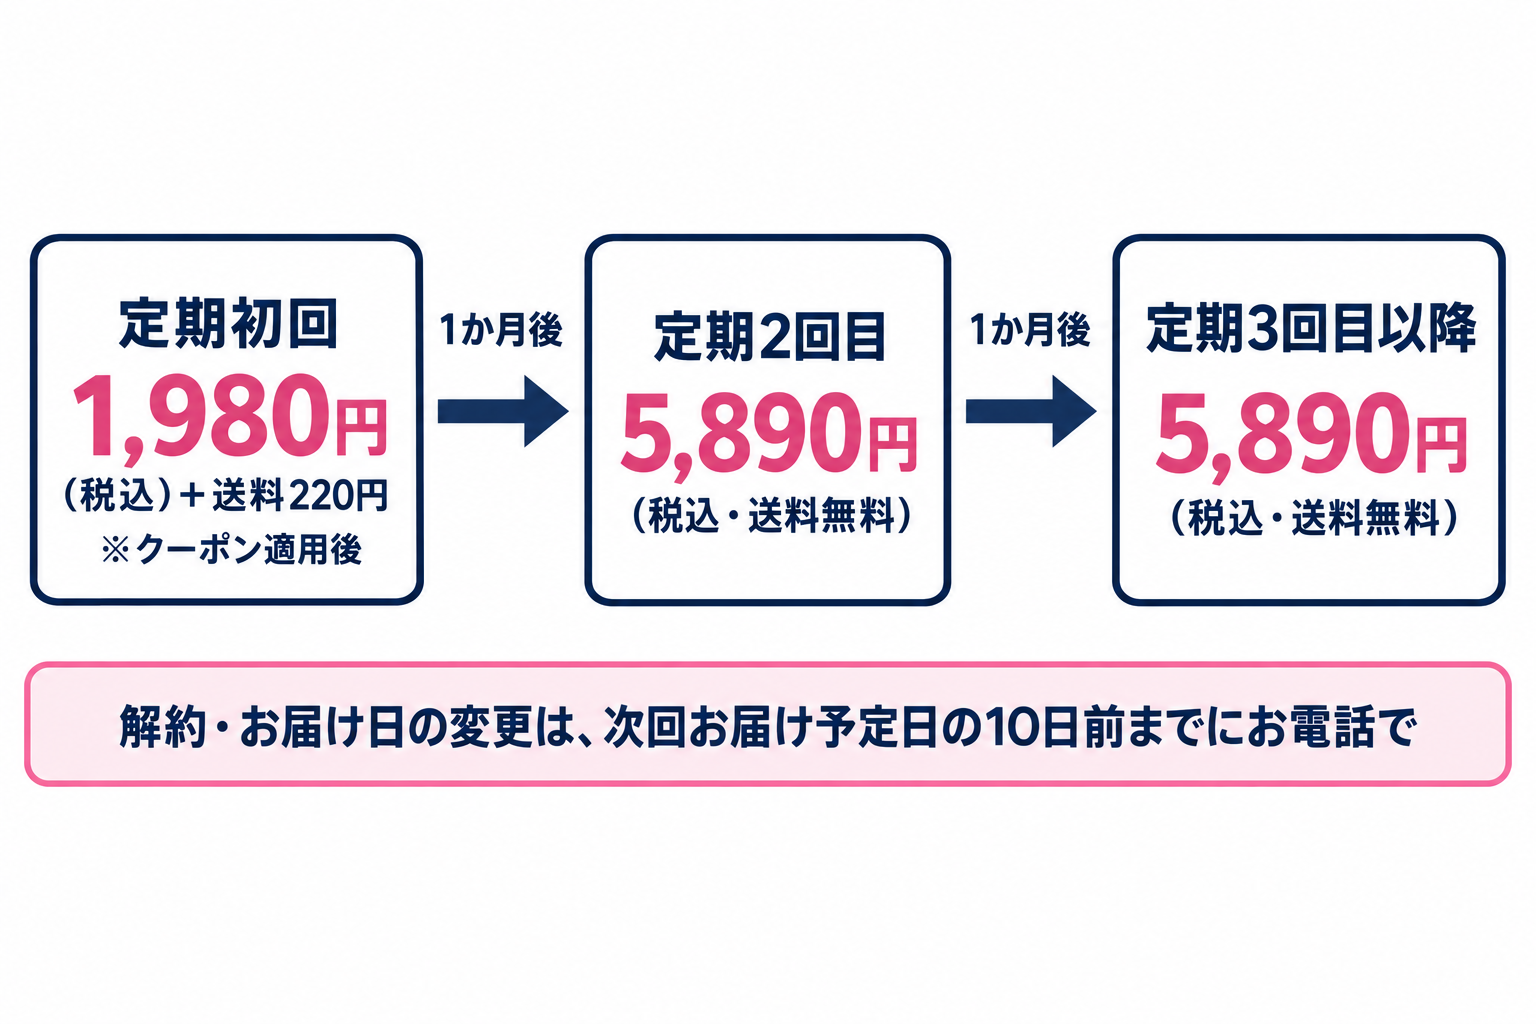 定期初回
1,980円
(税込)+送料220円
※クーポン適用後
1か月後
定期2回目
5,890円
(税込・送料無料)
1か月後
定期3回目以降
5,890円
(税込・送料無料)
解約・お届け日の変更は、次回お届け予定日の10日前までにお電話で